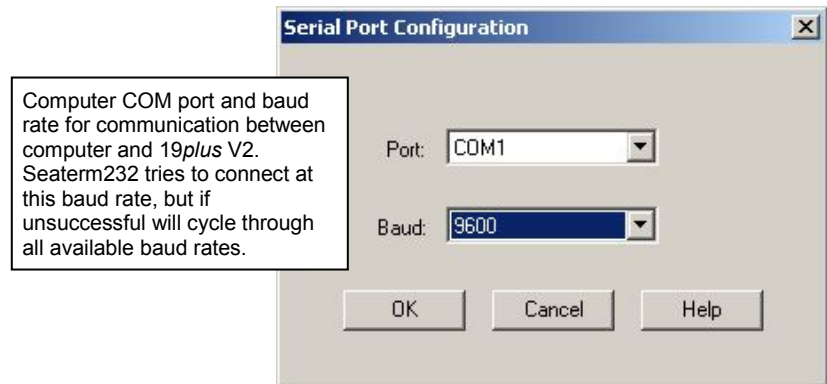 Serial Port Configuration
Computer COM port and baud
rate for communication between
computer and 19plus V2.
Seaterm232 tries to connect at
this baud rate, but if
unsuccessful will cycle through
all available baud rates.
Port: COM1
Baud: 9600
OK Cancel Help